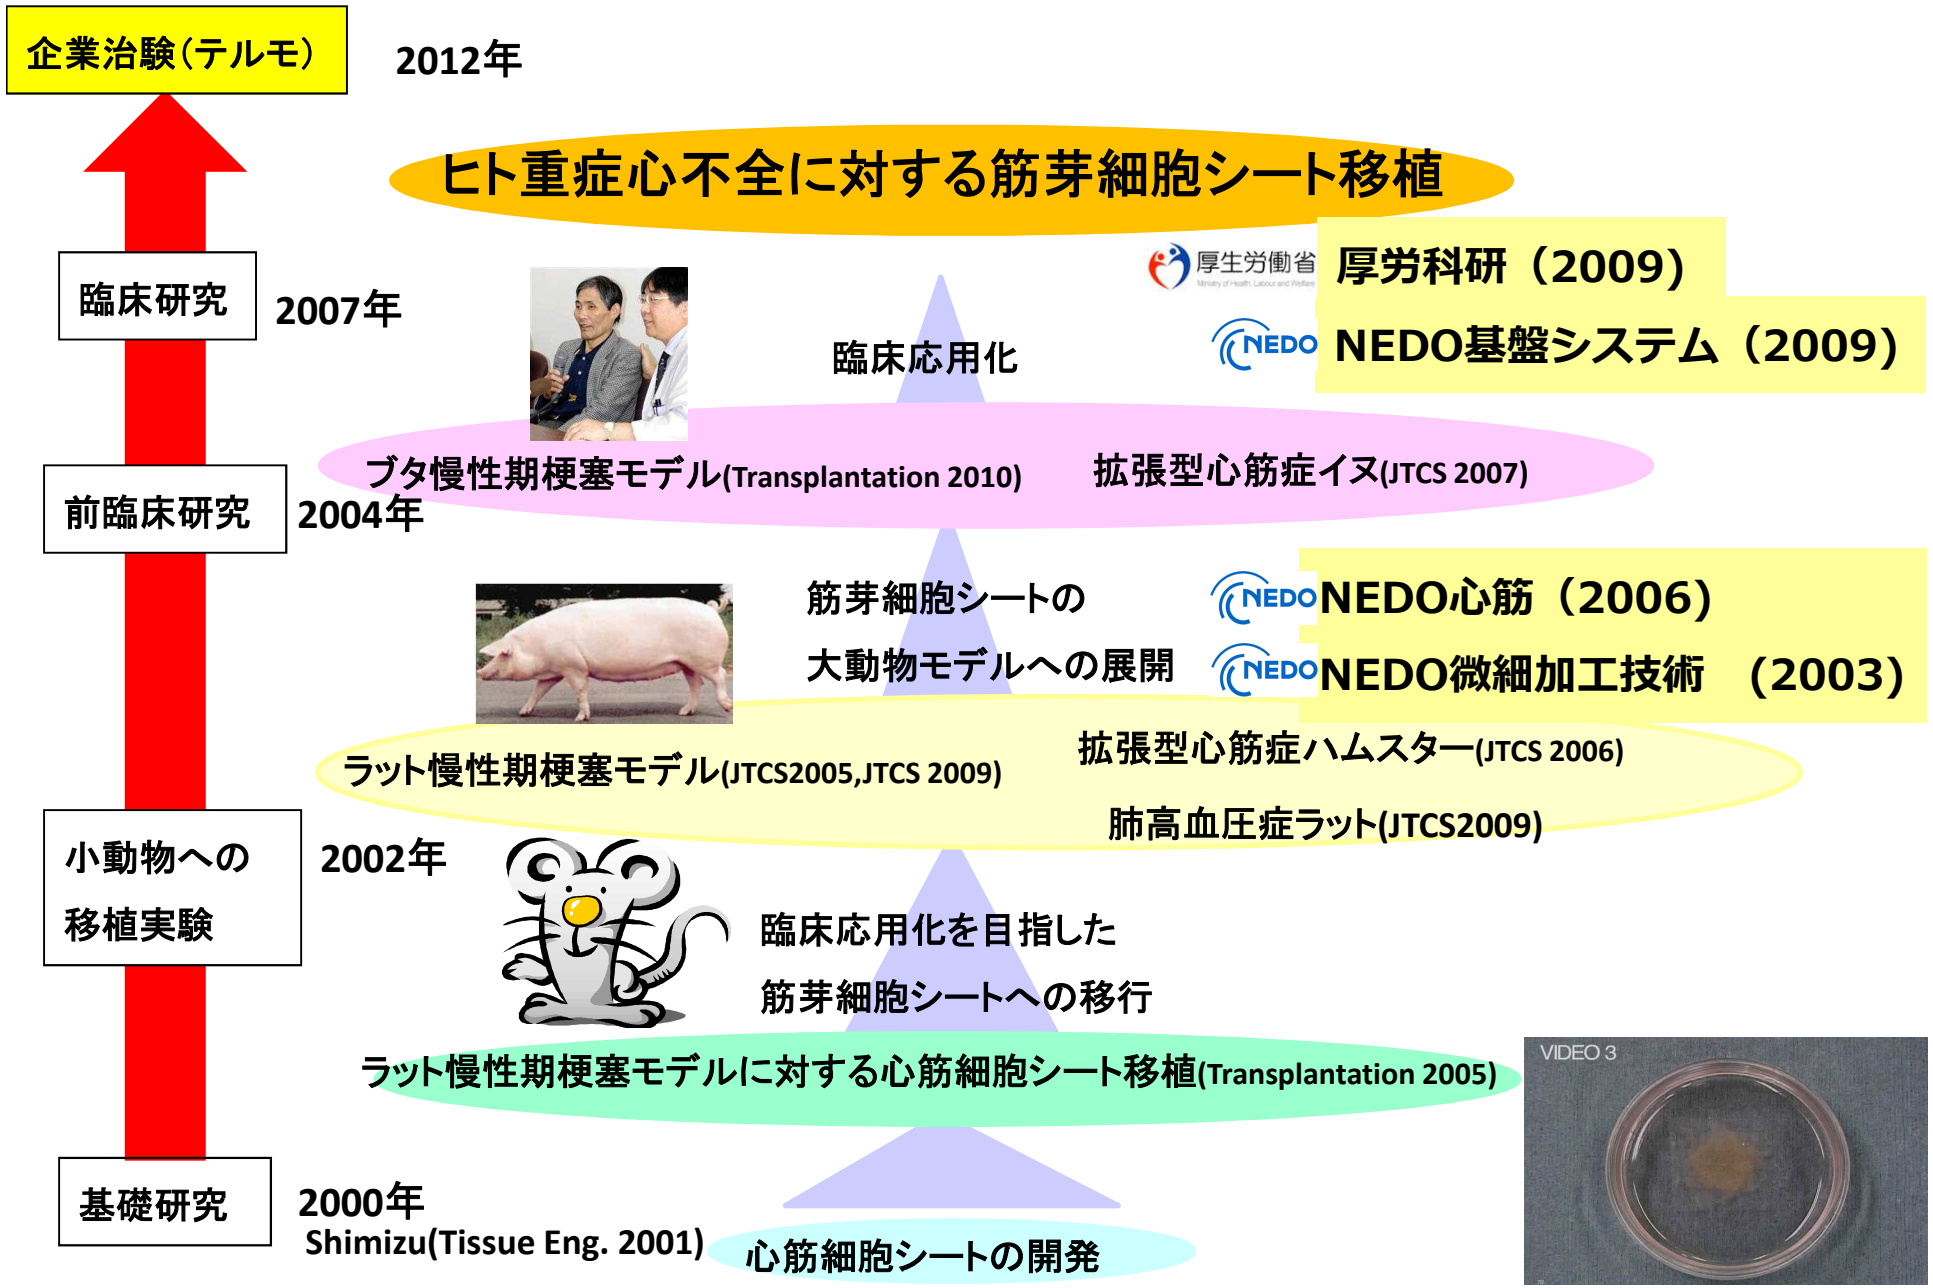 企業治験(テルモ)
2012年
ヒト重症心不全に対する筋芽細胞シート移植
厚生労働省
Ministry of Health, Labour and Welfare
厚労科研（2009）
臨床研究
2007年
臨床応用化
NEDO
NEDO基盤システム（2009）
ブタ慢性期梗塞モデル(Transplantation 2010)
拡張型心筋症イヌ(JTCS 2007)
前臨床研究
2004年
筋芽細胞シートの
大動物モデルへの展開
NEDO
NEDO心筋（2006）
NEDO
NEDO微細加工技術　(2003)
ラット慢性期梗塞モデル(JTCS2005,JTCS 2009)
拡張型心筋症ハムスター(JTCS 2006)
肺高血圧症ラット(JTCS2009)
小動物への
移植実験
2002年
臨床応用化を目指した
筋芽細胞シートへの移行
ラット慢性期梗塞モデルに対する心筋細胞シート移植(Transplantation 2005)
VIDEO 3
基礎研究
2000年
Shimizu(Tissue Eng. 2001)
心筋細胞シートの開発